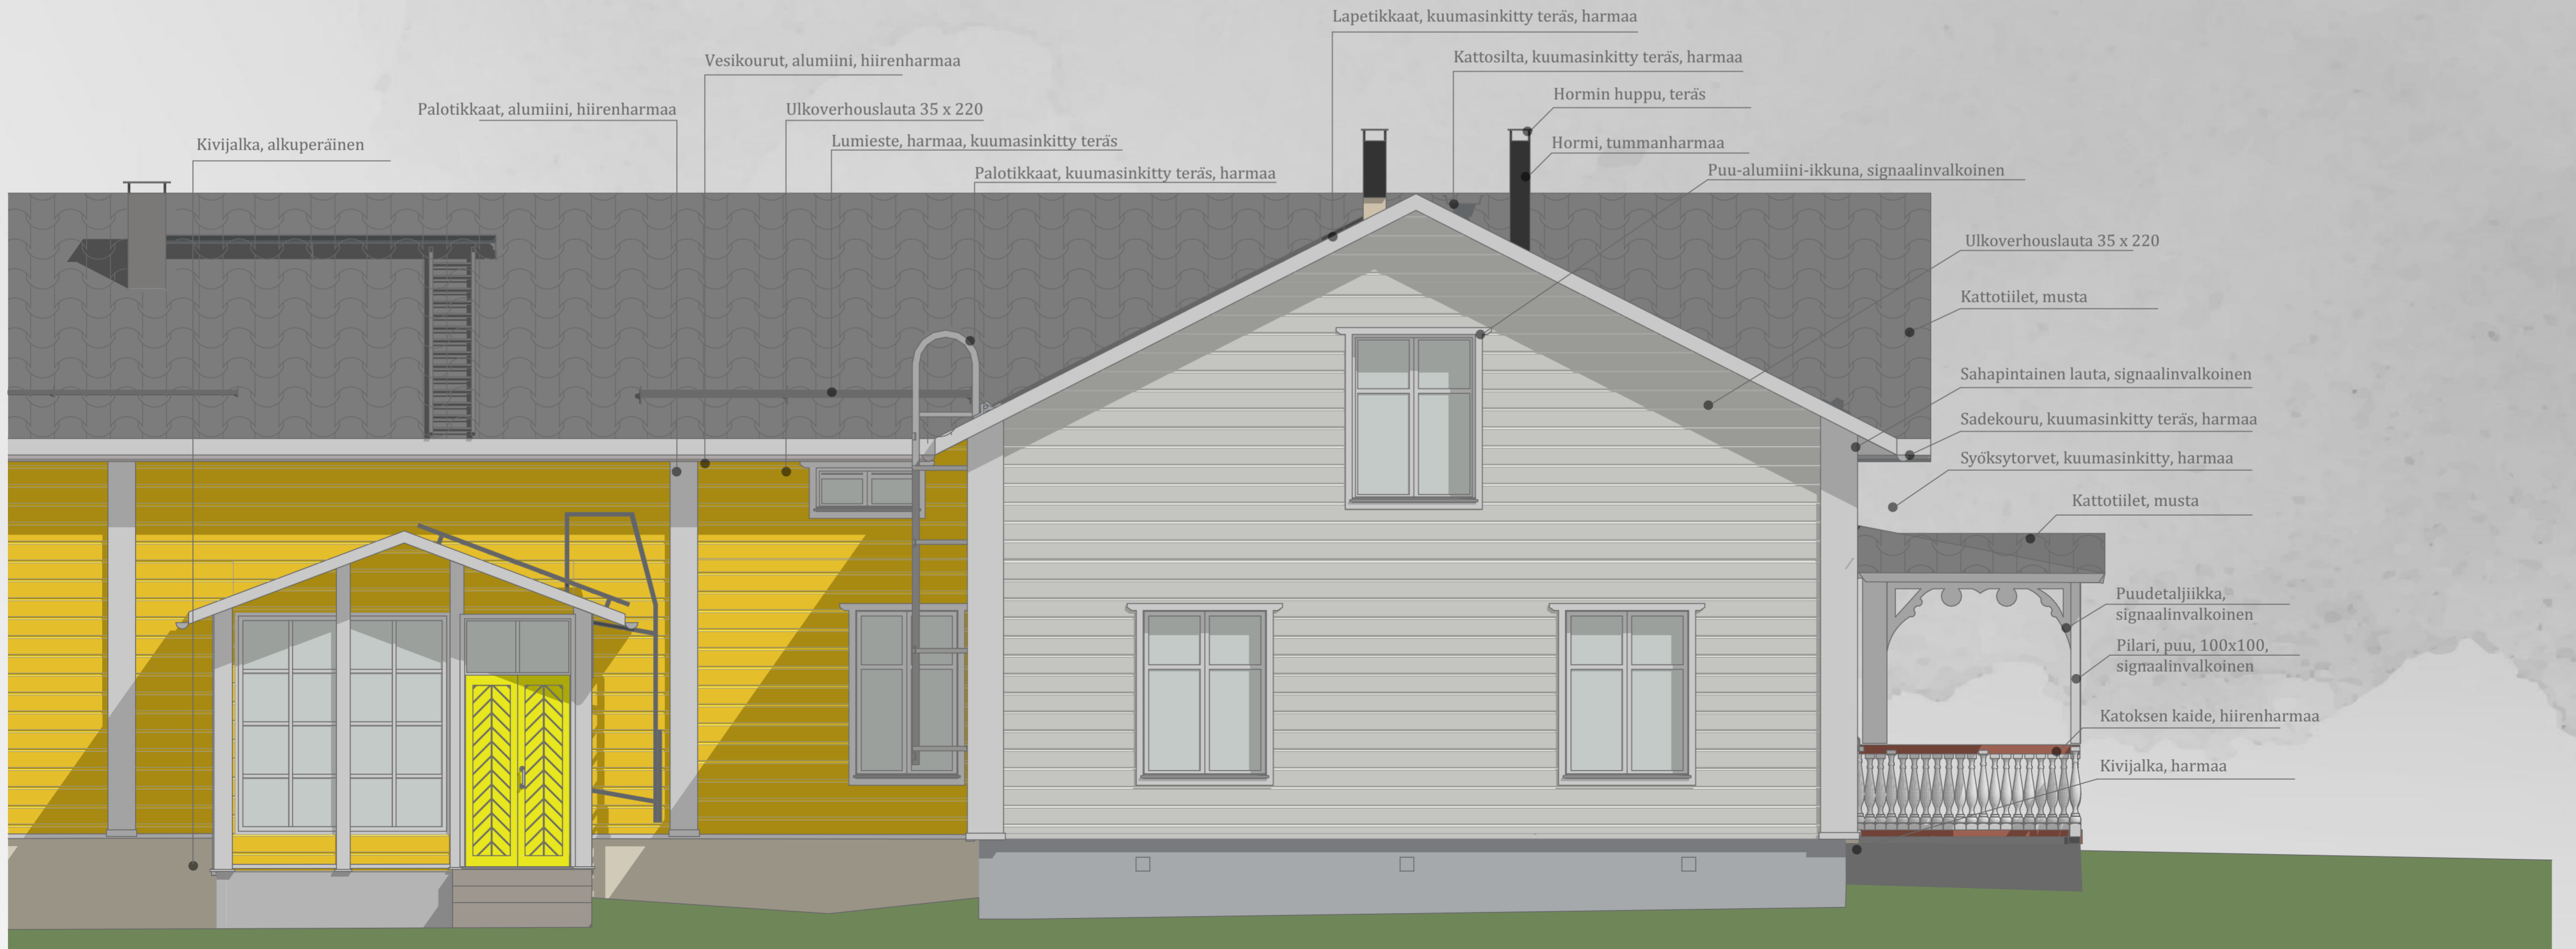 Lapetikkaat, kuumasinkitty teräs, harmaa
Kattosilta, kuumasinkitty teräs, harmaa
Vesikourut, alumiini, hiirenharmaa
Hormin huppu, teräs
Palotikkaat, alumiini, hiirenharmaa
Ulkoverhouslauta 35 x 220
Kivijalka, alkuperäinen
Lumieste, harmaa, kuumasinkitty teräs
Hormi, tummanharmaa
Palotikkaat, kuumasinkitty teräs, harmaa
Puu-alumiini-ikkuna, signaalinvalkoinen
Ulkoverhouslauta 35 x 220
Kattotiilet, musta
Sahapintainen lauta, signaalinvalkoinen
Sadekouru, kuumasinkitty teräs, harmaa
Syöksytorvet, kuumasinkitty, harmaa
Kattotiilet, musta
Puudetaljiikka,
signaalinvalkoinen
Pilari, puu, 100x100,
signaalinvalkoinen
Katoksen kaide, hiirenharmaa
Kivijalka, harmaa